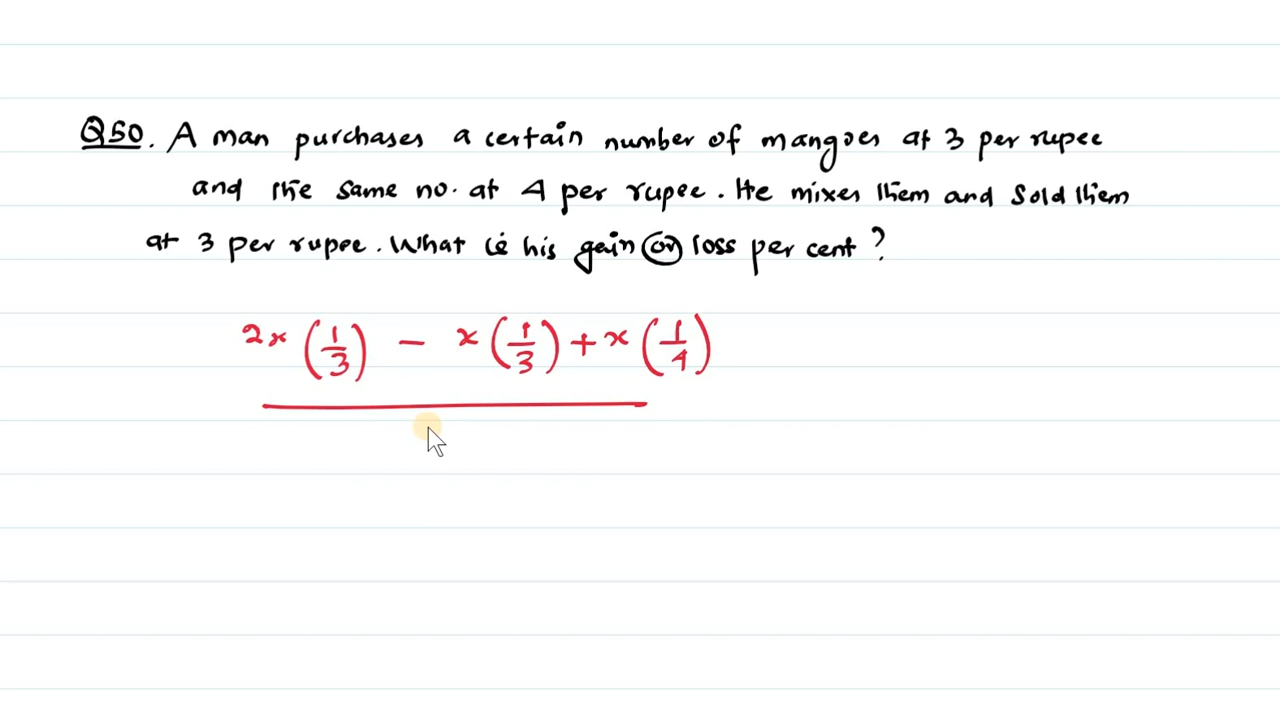 Q50. A man purchases a certain number of mangoes at 3 per rupee
and the same no. at 4 per rupee. He mixes them and sold them
at 3 per rupee. What is his gain or loss per cent?
2x (1/3) - x (1/3) + x (1/4)